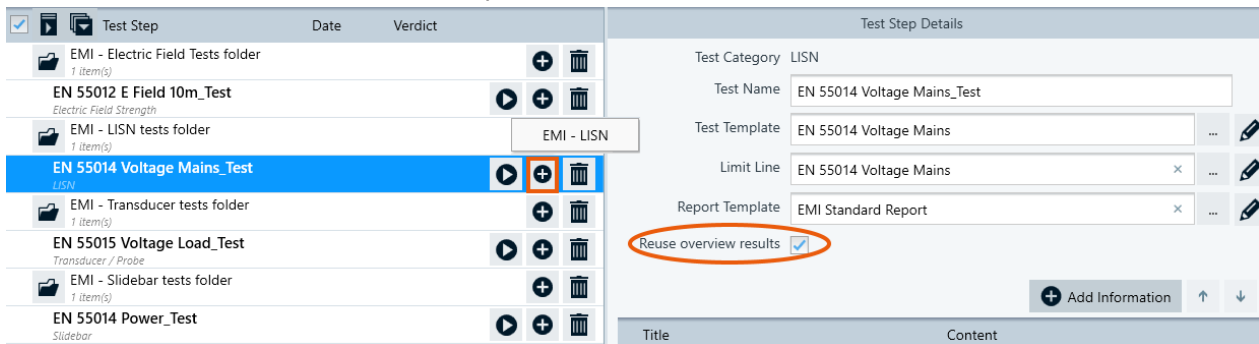 Test Step Date Verdict
EMI - Electric Field Tests folder
1 item(s)
EN 55012 E Field 10m_Test
Electric Field Strength
EMI - LISN tests folder
1 item(s)
EMI - LISN
EN 55014 Voltage Mains_Test
LISN
EMI - Transducer tests folder
1 item(s)
EN 55015 Voltage Load_Test
Transducer / Probe
EMI - Slidebar tests folder
1 item(s)
EN 55014 Power_Test
Slidebar
Test Step Details
Test Category LISN
Test Name EN 55014 Voltage Mains_Test
Test Template EN 55014 Voltage Mains ...
Limit Line EN 55014 Voltage Mains × ...
Report Template EMI Standard Report × ...
Reuse overview results
Add Information ↑ ↓
Title Content